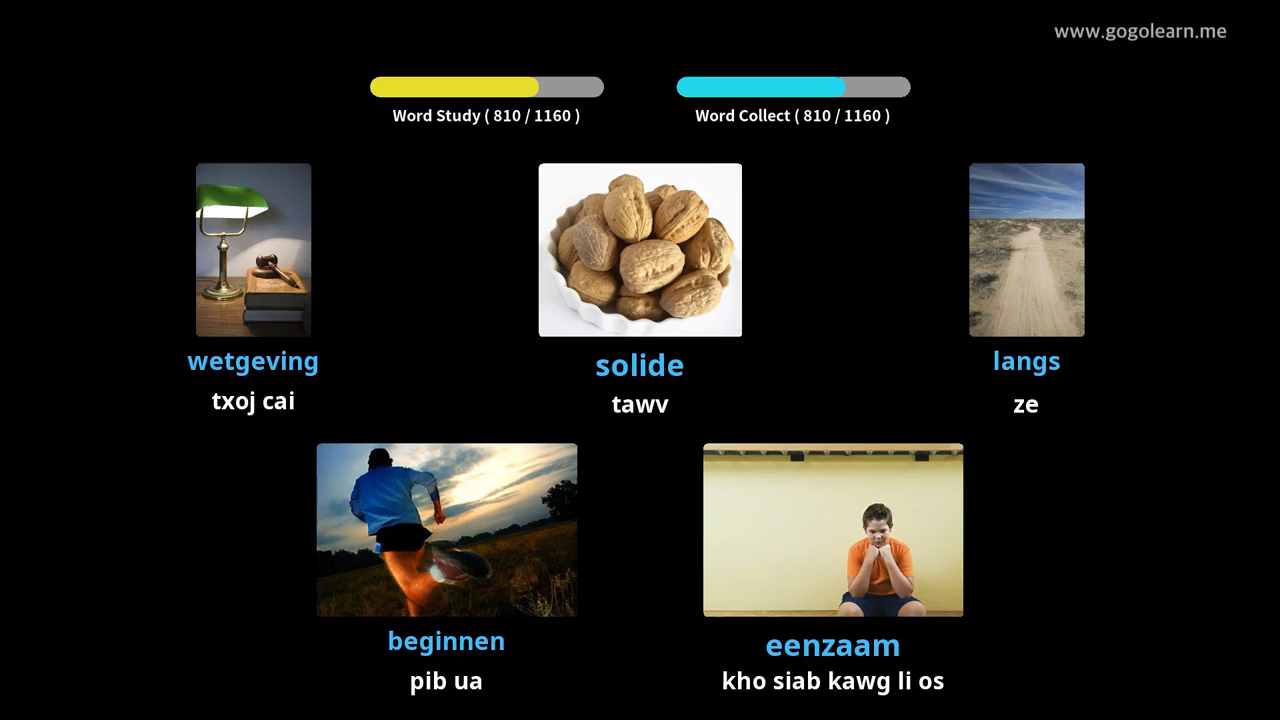 www.gogolearn.me
Word Study ( 810 / 1160 )
Word Collect ( 810 / 1160 )
wetgeving
txoj cai
solide
tawv
langs
ze
beginnen
pib ua
eenzaam
kho siab kawg li os